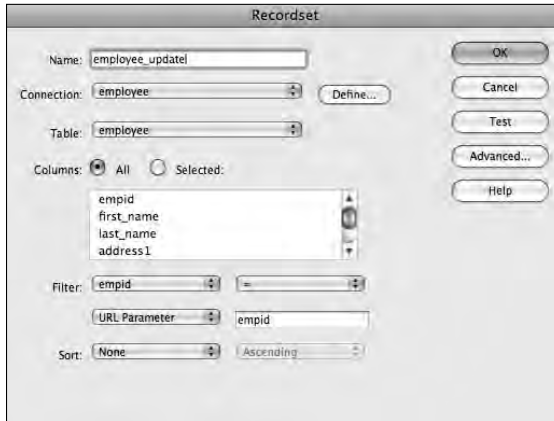 Recordset
Name: employee_update
OK
Connection: employee Define...
Cancel
Table: employee
Test
Columns: All Selected:
Advanced...
empid
first_name
last_name
address1
Help
Filter: empid =
URL Parameter empid
Sort: None Ascending